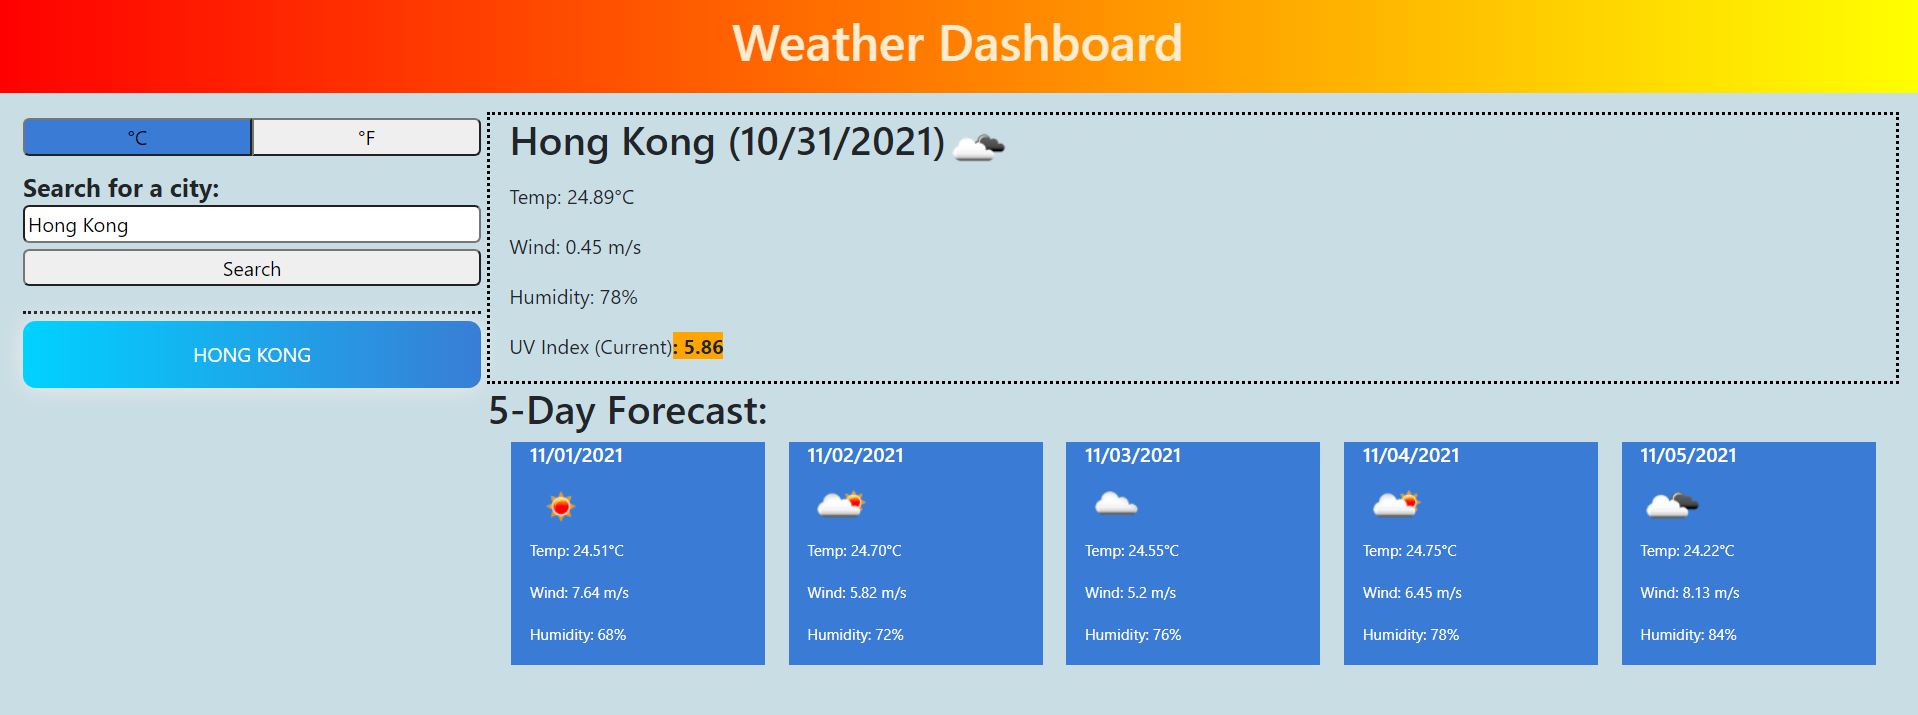 Weather Dashboard
°C
°F
Search for a city:
Hong Kong
Search
HONG KONG
Hong Kong (10/31/2021)
Temp: 24.89°C
Wind: 0.45 m/s
Humidity: 78%
UV Index (Current): 5.86
5-Day Forecast:
11/01/2021
Temp: 24.51°C
Wind: 7.64 m/s
Humidity: 68%
11/02/2021
Temp: 24.70°C
Wind: 5.82 m/s
Humidity: 72%
11/03/2021
Temp: 24.55°C
Wind: 5.2 m/s
Humidity: 76%
11/04/2021
Temp: 24.75°C
Wind: 6.45 m/s
Humidity: 78%
11/05/2021
Temp: 24.22°C
Wind: 8.13 m/s
Humidity: 84%